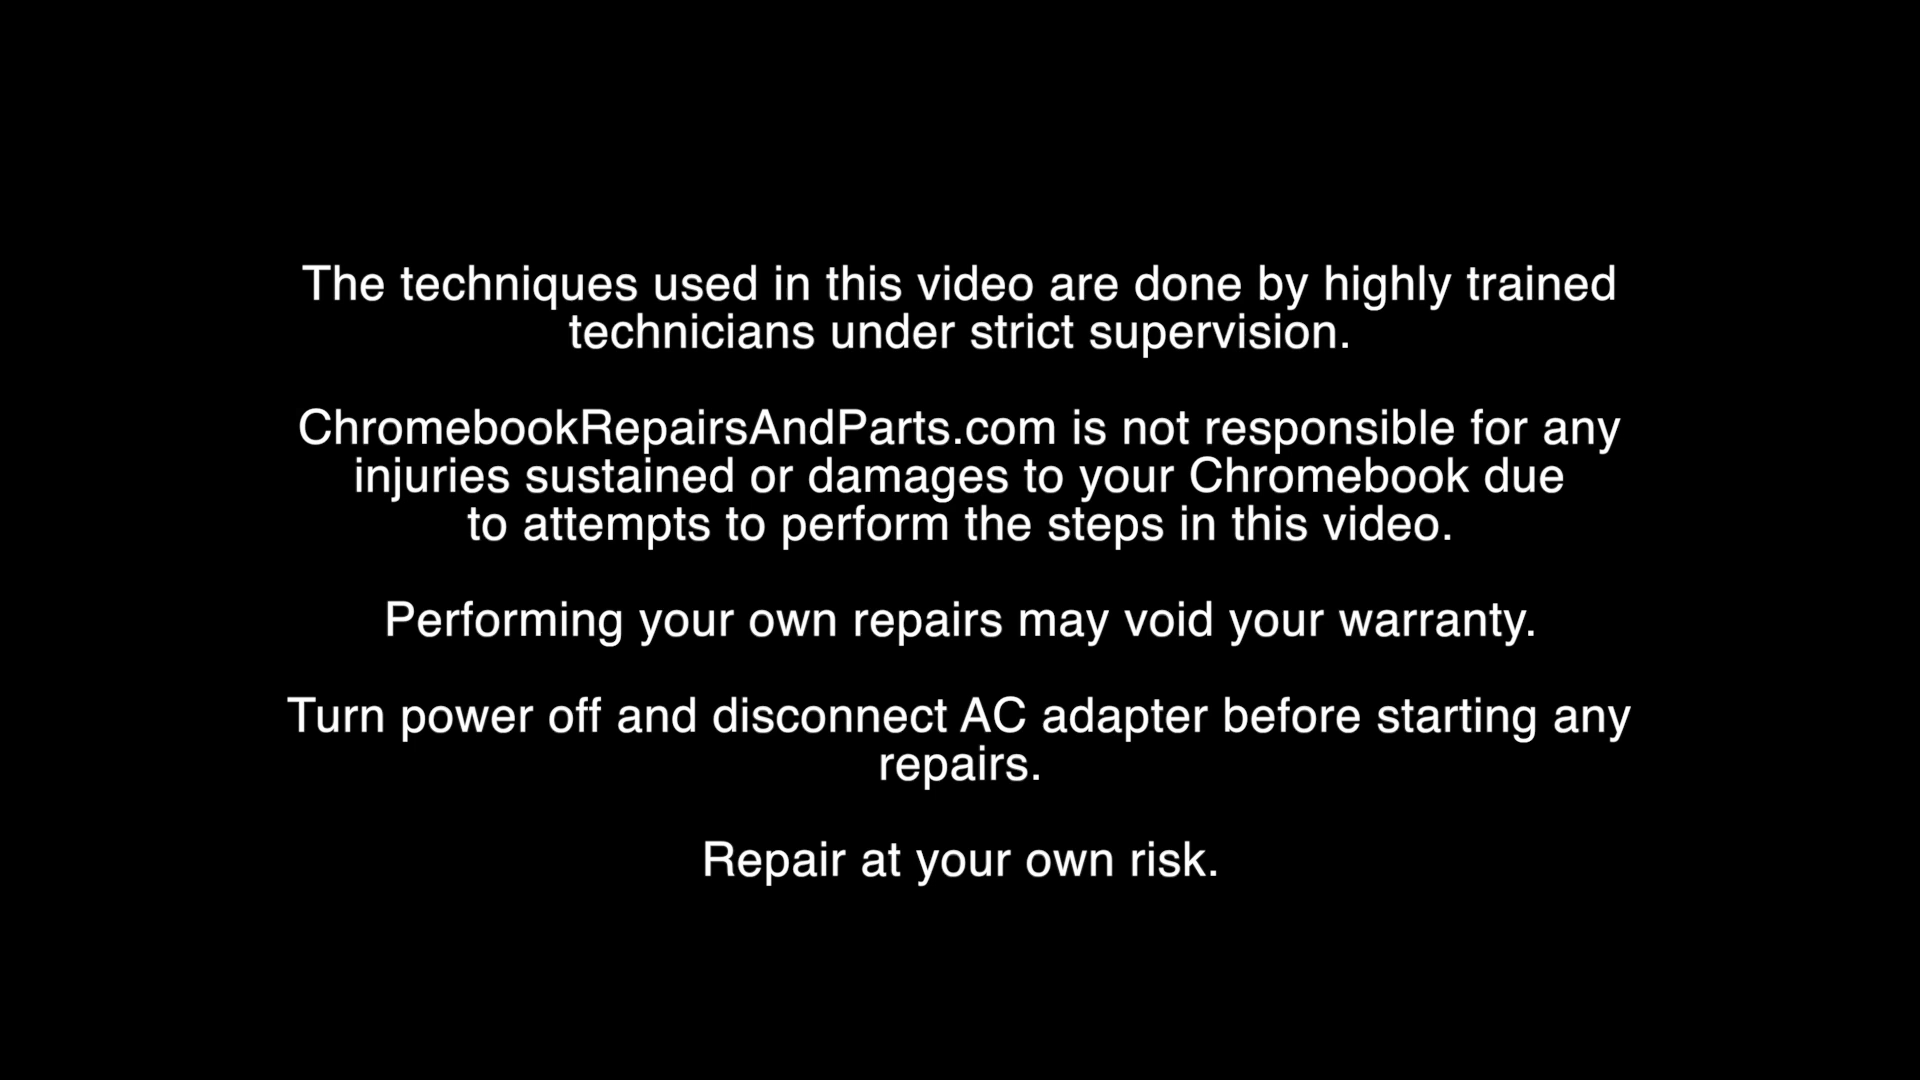 The techniques used in this video are done by highly trained
technicians under strict supervision.
ChromebookRepairsAndParts.com is not responsible for any
injuries sustained or damages to your Chromebook due
to attempts to perform the steps in this video.
Performing your own repairs may void your warranty.
Turn power off and disconnect AC adapter before starting any
repairs.
Repair at your own risk.